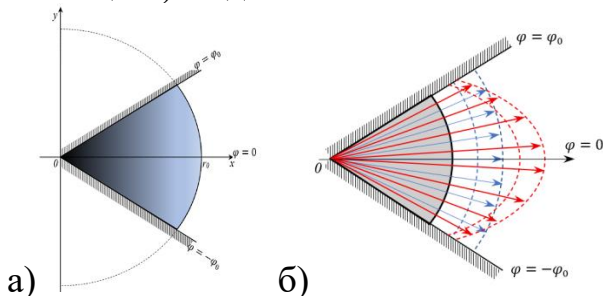 y
φ = φ₀
φ = 0
0
r₀
x
φ = -φ₀
а)
φ = φ₀
φ = 0
0
φ = -φ₀
б)